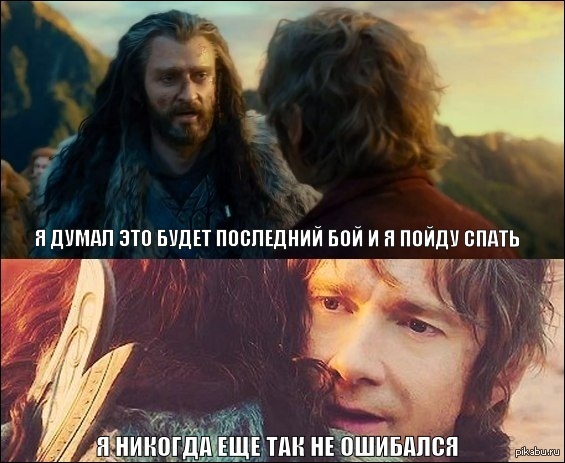 Я ДУМАЛ ЭТО БУДЕТ ПОСЛЕДНИЙ БОЙ И Я ПОЙДУ СПАТЬ
Я НИКОГДА ЕЩЕ ТАК НЕ ОШИБАЛСЯ
pikabu.ru